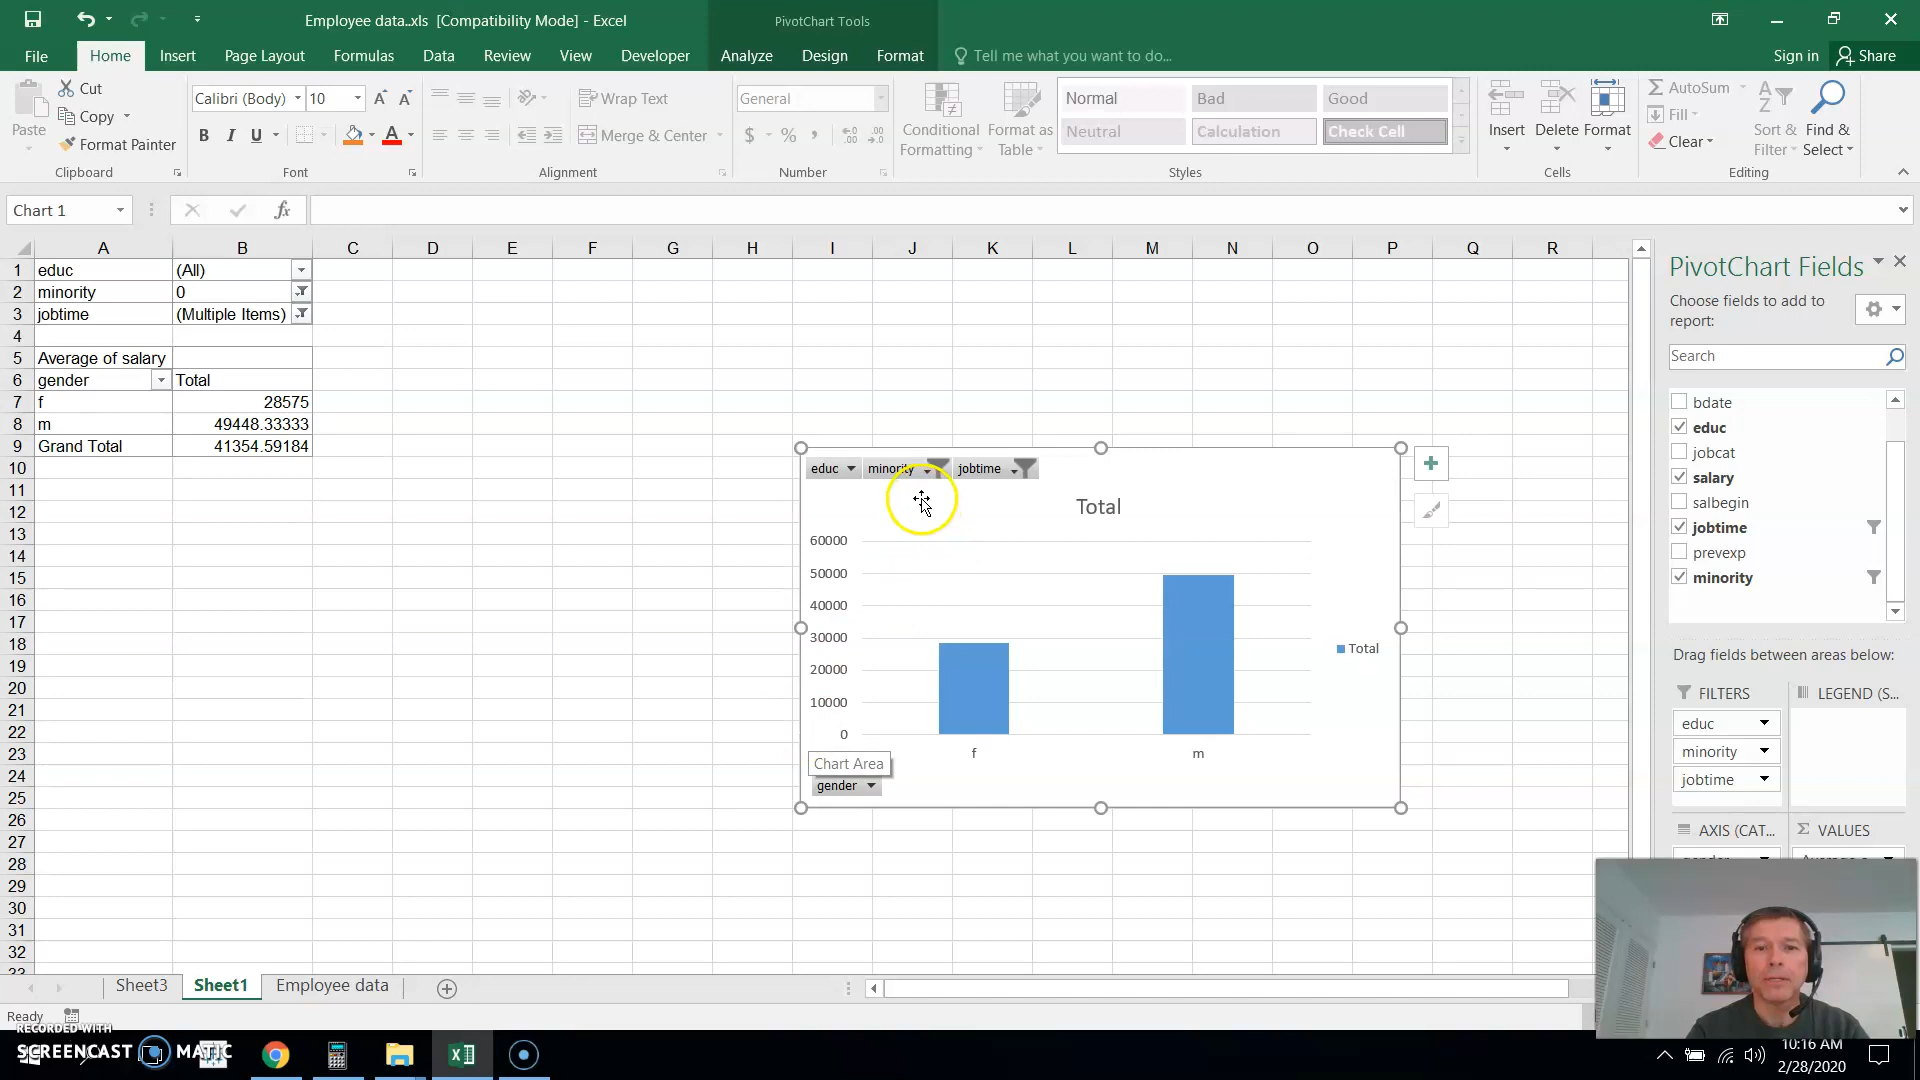 Employee data..xls [Compatibility Mode] - Excel
PivotChart Tools
File Home Insert Page Layout Formulas Data Review View Developer Analyze Design Format Tell me what you want to do... Sign in Share
Paste
Cut
Copy
Format Painter
Clipboard
Calibri (Body) 10
B I U
Font
Wrap Text
Merge & Center
Alignment
General
$ % ,
Number
Conditional Formatting
Format as Table
Normal Bad Good
Neutral Calculation Check Cell
Styles
Insert Delete Format
Cells
AutoSum
Fill
Clear
Sort & Filter
Find & Select
Editing
Chart 1
fx
A B C D E F G H I J K L M N O P Q R
1 educ (All)
2 minority 0
3 jobtime (Multiple Items)
4
5 Average of salary
6 gender Total
7 f 28575
8 m 49448.33333
9 Grand Total 41354.59184
10
11
12
13
14
15
16
17
18
19
20
21
22
23
24
25
26
27
28
29
30
31
32
33
educ minority jobtime
Total
60000
50000
40000
30000
20000
10000
0
f m
Total
Chart Area
gender
PivotChart Fields
Choose fields to add to report:
Search
bdate
educ
jobcat
salary
salbegin
jobtime
prevexp
minority
Drag fields between areas below:
FILTERS
educ
minority
jobtime
LEGEND (S...
AXIS (CAT...
VALUES
Sheet3 Sheet1 Employee data
Ready
RECORDED WITH
SCREENCAST MATIC
10:16 AM
2/28/2020